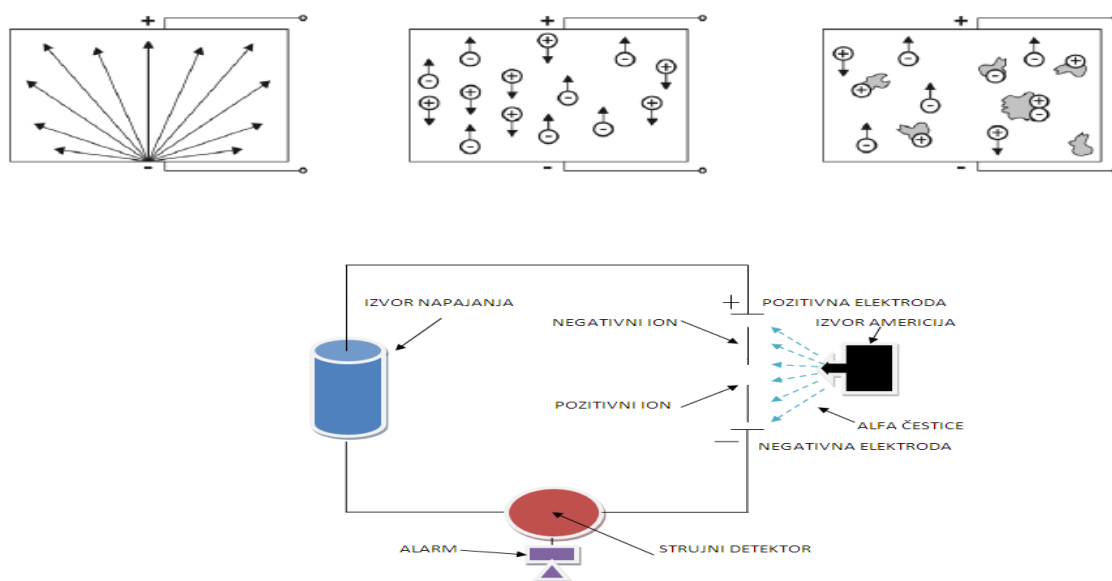 + + +
- - -
IZVOR NAPAJANJA
+ POZITIVNA ELEKTRODA
NEGATIVNI ION
IZVOR AMERICIJA
POZITIVNI ION
ALFA ČESTICE
— NEGATIVNA ELEKTRODA
ALARM
STRUJNI DETEKTOR